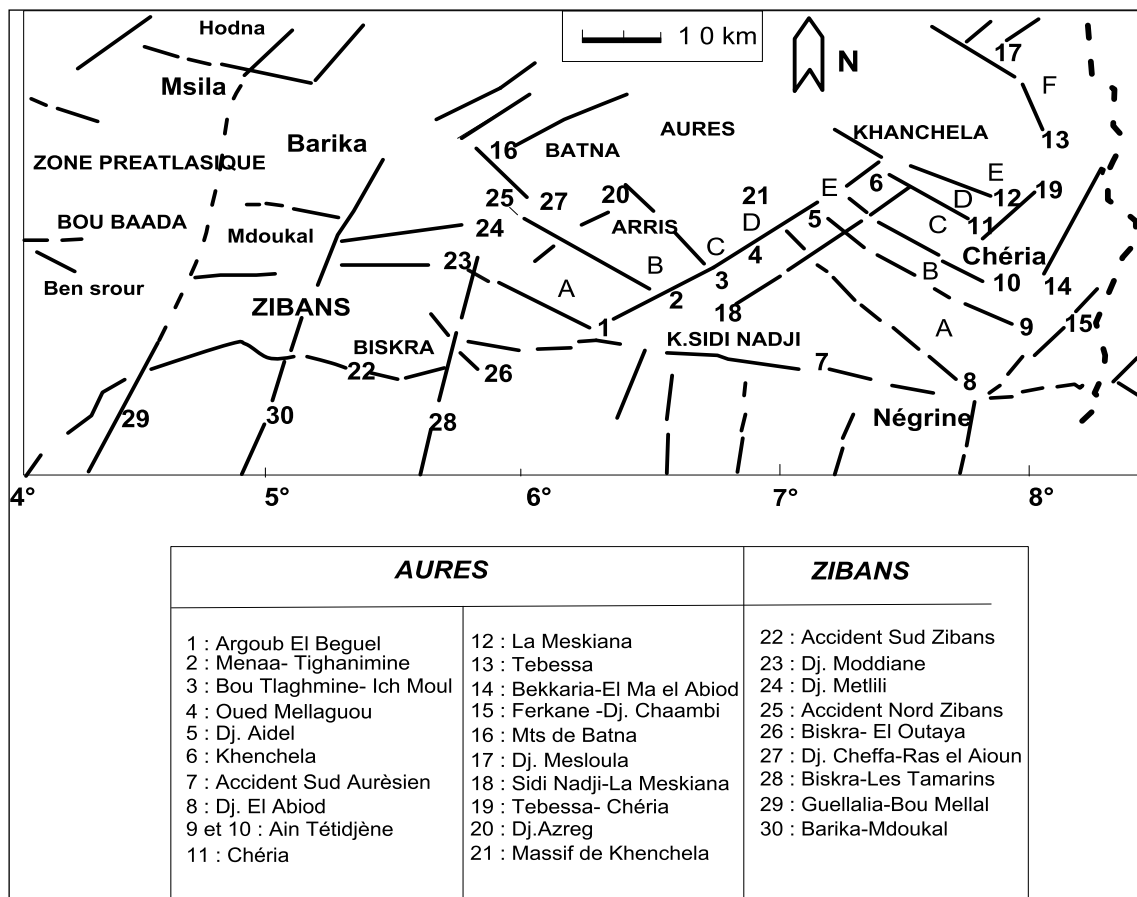 Hodna
1 0 km
N
17
F
Msila
13
Barika
16
BATNA
AURES
KHANCHELA
ZONE PREATLASIQUE
E
6
E
D
12
19
25
27
20
21
BOU BAADA
Mdoukal
24
ARRIS
D
5
C
11
23
C
4
Chéria
Ben srour
A
B
3
B
10
14
ZIBANS
2
18
1
A
9
15
BISKRA
K.SIDI NADJI
22
26
7
8
29
30
28
Négrine
4°
5°
6°
7°
8°
AURES
ZIBANS
1 : Argoub El Beguel
2 : Menaa- Tighanimine
3 : Bou Tlaghmine- Ich Moul
4 : Oued Mellaguou
5 : Dj. Aidel
6 : Khenchela
7 : Accident Sud Aurèsien
8 : Dj. El Abiod
9 et 10 : Ain Tétidjène
11 : Chéria
12 : La Meskiana
13 : Tebessa
14 : Bekkaria-El Ma el Abiod
15 : Ferkane -Dj. Chaambi
16 : Mts de Batna
17 : Dj. Mesloula
18 : Sidi Nadji-La Meskiana
19 : Tebessa- Chéria
20 : Dj.Azreg
21 : Massif de Khenchela
22 : Accident Sud Zibans
23 : Dj. Moddiane
24 : Dj. Metlili
25 : Accident Nord Zibans
26 : Biskra- El Outaya
27 : Dj. Cheffa-Ras el Aioun
28 : Biskra-Les Tamarins
29 : Guellalia-Bou Mellal
30 : Barika-Mdoukal